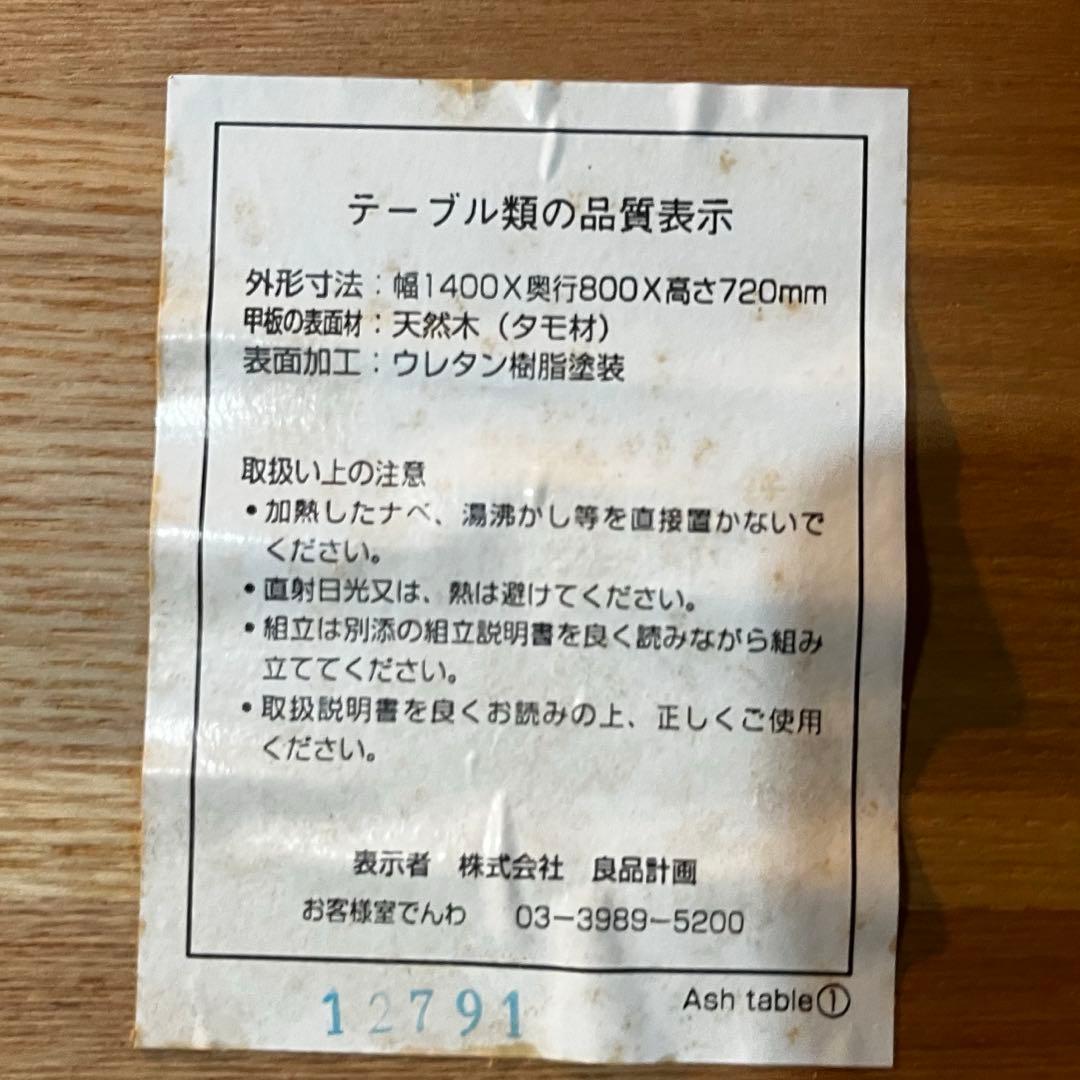 テーブル類の品質表示
外形寸法：幅1400X奥行800X高さ720mm
甲板の表面材：天然木（タモ材）
表面加工：ウレタン樹脂塗装
取扱い上の注意
•加熱したナベ、湯沸かし等を直接置かないで
ください。
•直射日光又は、熱は避けてください。
•組立は別添の組立説明書を良く読みながら組み
立ててください。
•取扱説明書を良くお読みの上、正しくご使用
ください。
表示者　株式会社　良品計画
お客様室でんわ　03-3989-5200
12791
Ash table①